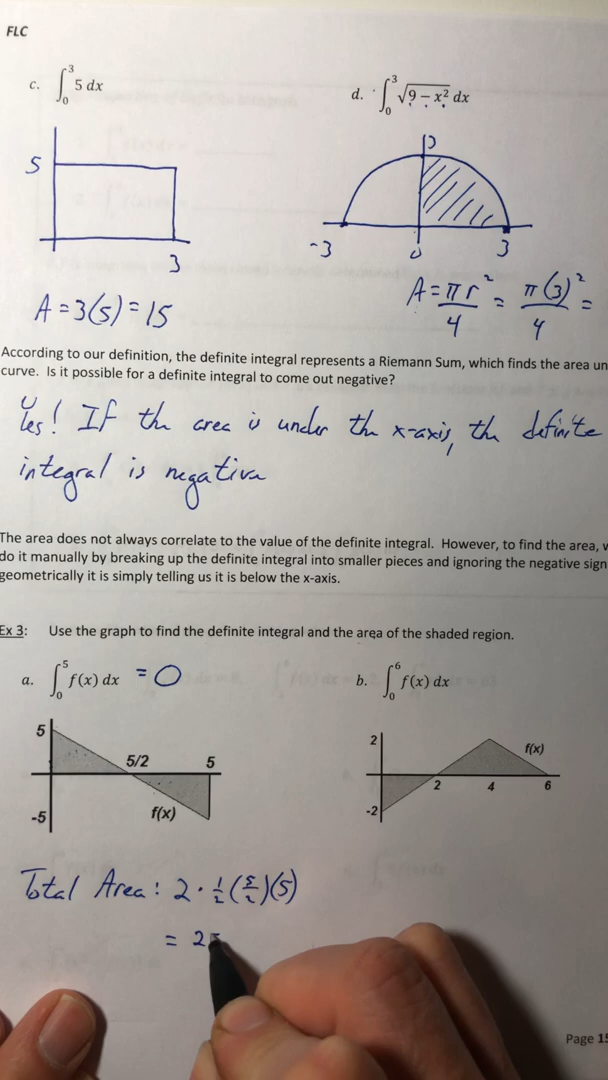 FLC
c. ∫₀³ 5 dx
d. ∫₀³ √9 − x² dx
5
3
-3
0
3
A = 3(5) = 15
A = πr²/4 = π(3)²/4 =
According to our definition, the definite integral represents a Riemann Sum, which finds the area un
curve. Is it possible for a definite integral to come out negative?
Yes! If the area is under the x-axis, the definite
integral is negative
The area does not always correlate to the value of the definite integral. However, to find the area, w
do it manually by breaking up the definite integral into smaller pieces and ignoring the negative sign
geometrically it is simply telling us it is below the x-axis.
Ex 3: Use the graph to find the definite integral and the area of the shaded region.
a. ∫₀⁵ f(x) dx = 0
b. ∫₀⁶ f(x) dx
5
5/2
5
-5
f(x)
2
f(x)
2
4
6
-2
Total Area: 2 · ½ (5/2)(5)
= 25
Page 15